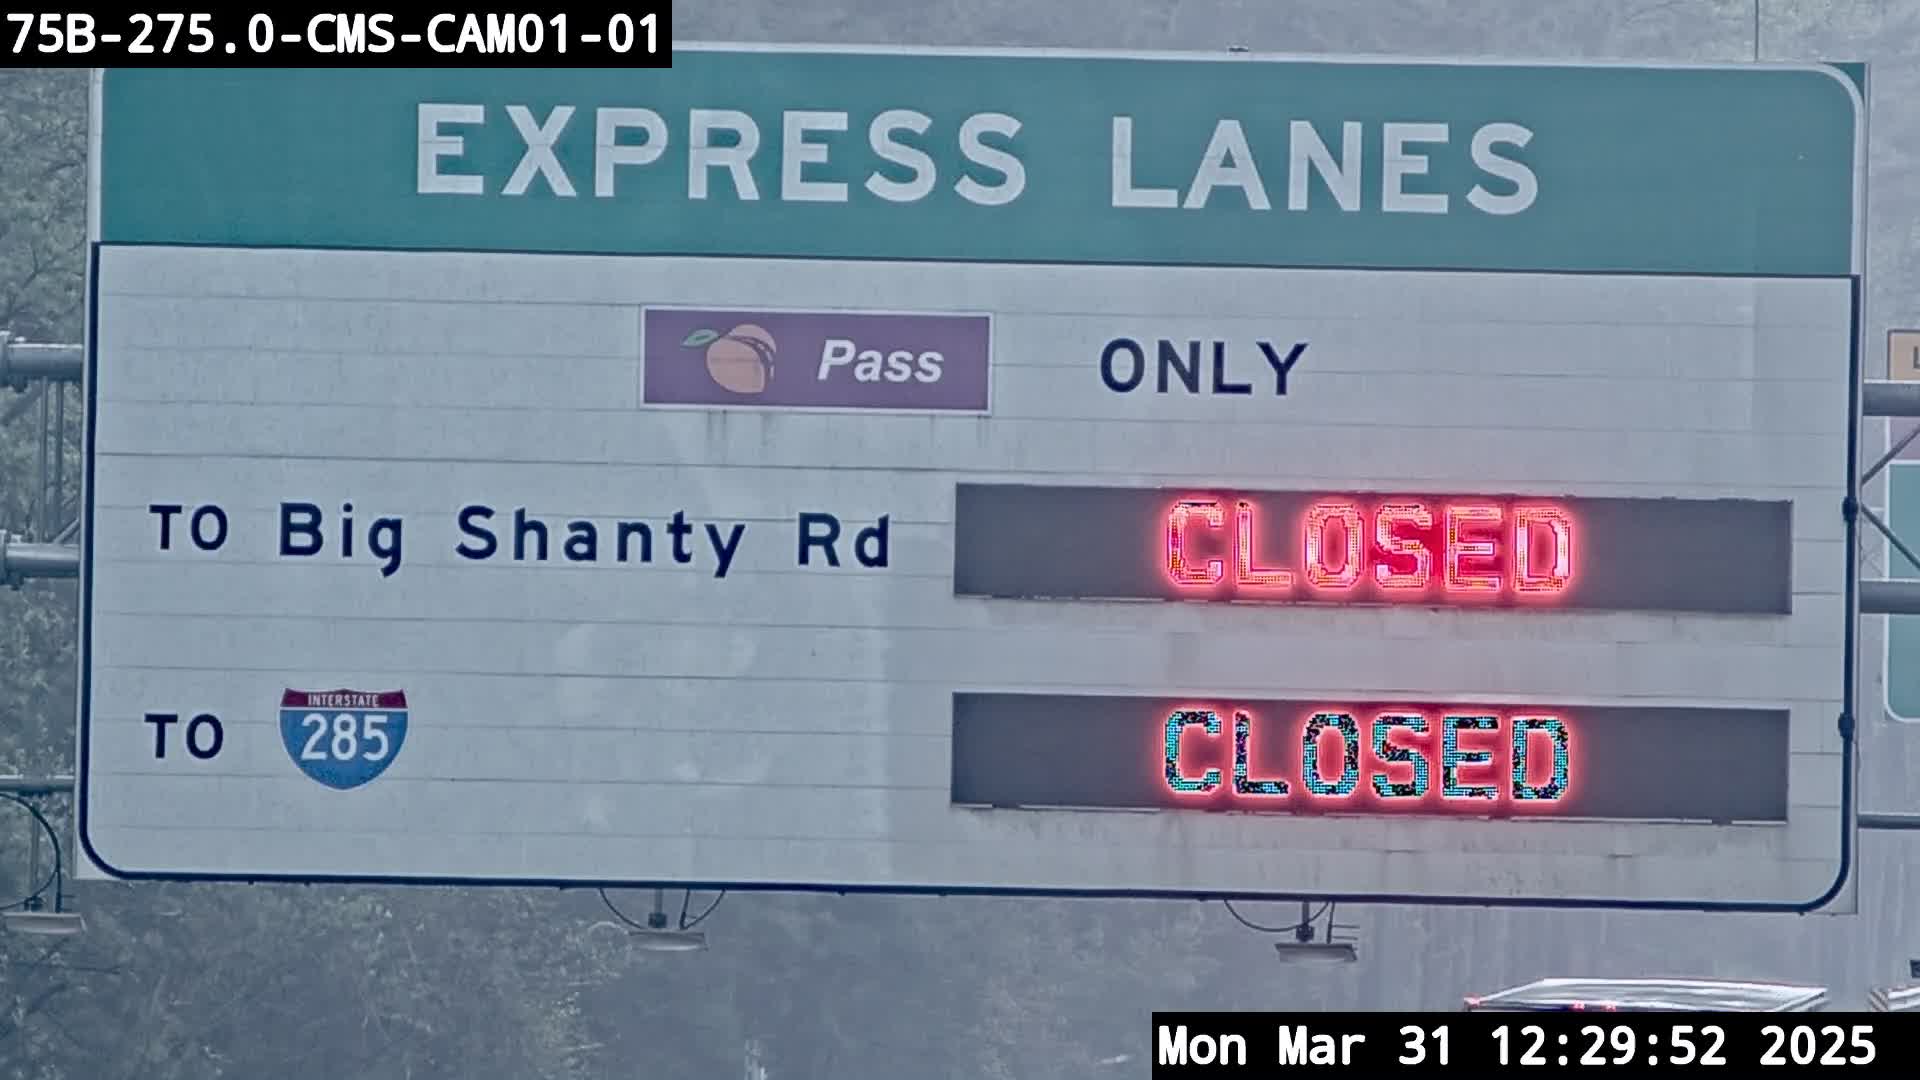 75B-275.0-CMS-CAM01-01
EXPRESS LANES
Pass ONLY
TO Big Shanty Rd CLOSED
TO INTERSTATE 285 CLOSED
Mon Mar 31 12:29:52 2025